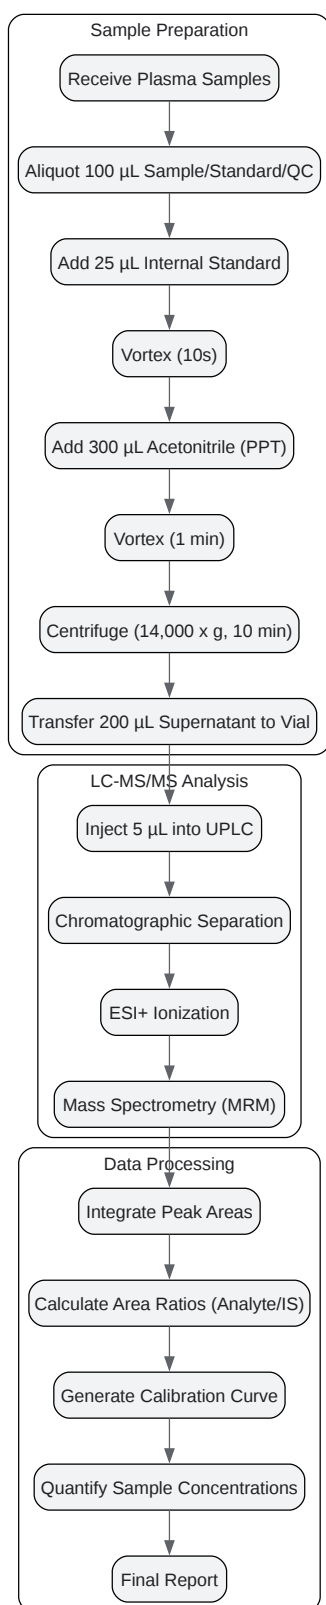 Sample Preparation
Receive Plasma Samples
Aliquot 100 µL Sample/Standard/QC
Add 25 µL Internal Standard
Vortex (10s)
Add 300 µL Acetonitrile (PPT)
Vortex (1 min)
Centrifuge (14,000 x g, 10 min)
Transfer 200 µL Supernatant to Vial
LC-MS/MS Analysis
Inject 5 µL into UPLC
Chromatographic Separation
ESI+ Ionization
Mass Spectrometry (MRM)
Data Processing
Integrate Peak Areas
Calculate Area Ratios (Analyte/IS)
Generate Calibration Curve
Quantify Sample Concentrations
Final Report